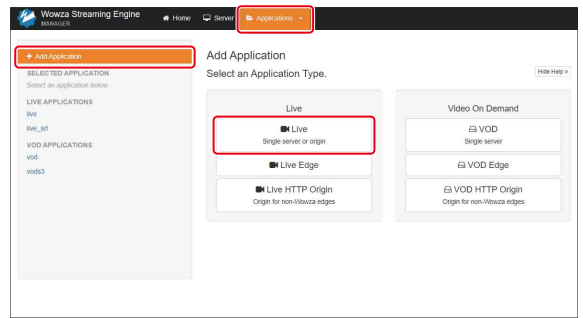 Wowza Streaming Engine
MANAGER
Home
Server
Applications
+ Add Application
SELECTED APPLICATION
Select an application below
LIVE APPLICATIONS
live
live_srt
VOD APPLICATIONS
vod
vods3
Add Application
Select an Application Type.
Hide Help »
Live
Live
Single server or origin
Live Edge
Live HTTP Origin
Origin for non-Wowza edges
Video On Demand
VOD
Single server
VOD Edge
VOD HTTP Origin
Origin for non-Wowza edges